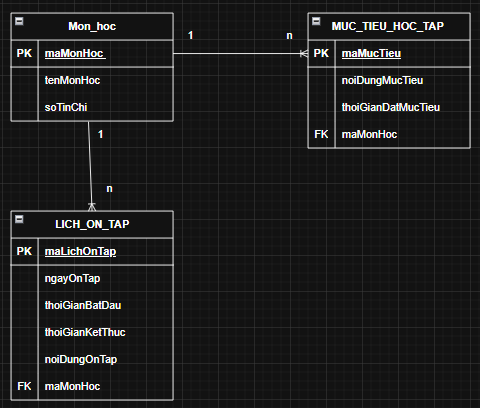 Mon_hoc
PK maMonHoc
tenMonHoc
soTinChi
1 n
MUC_TIEU_HOC_TAP
PK maMucTieu
noiDungMucTieu
thoiGianDatMucTieu
FK maMonHoc
1
n
LICH_ON_TAP
PK maLichOnTap
ngayOnTap
thoiGianBatDau
thoiGianKetThuc
noiDungOnTap
FK maMonHoc